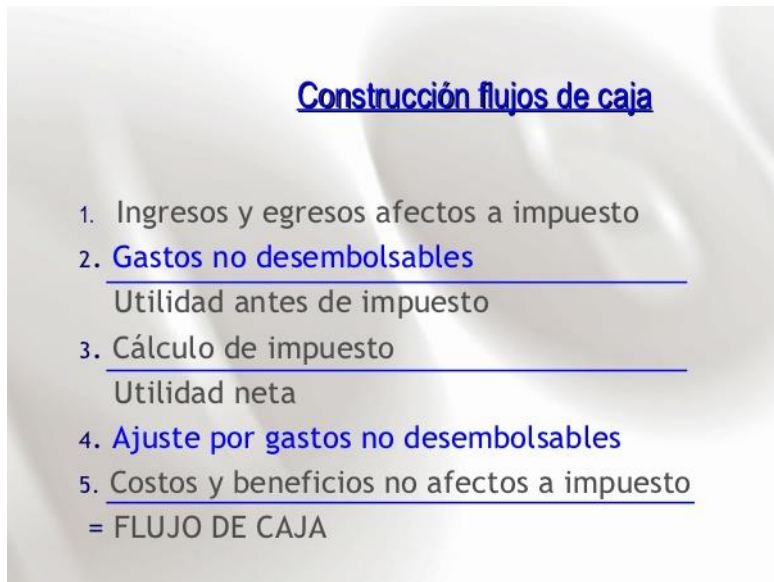 Construcción flujos de caja
1. Ingresos y egresos afectos a impuesto
2. Gastos no desembolsables
Utilidad antes de impuesto
3. Cálculo de impuesto
Utilidad neta
4. Ajuste por gastos no desembolsables
5. Costos y beneficios no afectos a impuesto
= FLUJO DE CAJA